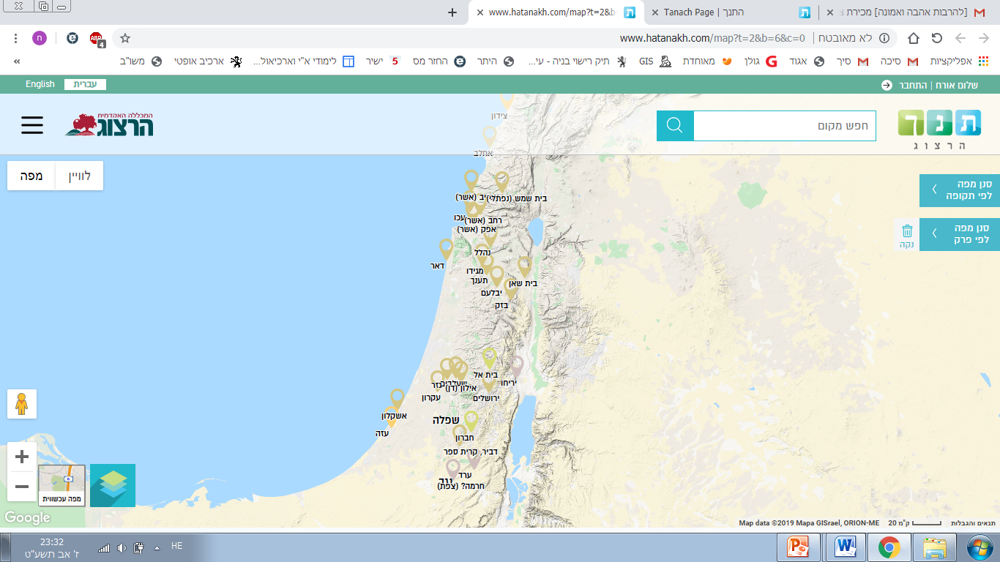 [להרבות אהבה ואמונה] מכירת
Tanach Page | התנך
www.hatanakh.com/map?t=2&b
לא מאובטח | www.hatanakh.com/map?t=2&b=6&c=0
ABP
4
n
אפליקציות
סיכה
סיך
אגוד
גולן
מאוחדת
GIS
תיק רישוי בניה - עי...
היתר
החזר מס
ישיר
לימודי א"י וארכיאול...
ארכיב אופטי
משו"ב
»
שלום אורח | התחבר
עברית
English
תנך
הרצוג
חפש מקום
המכללה האקדמית
הרצוג
לוויין
מפה
סנן מפה
לפי תקופה
סנן מפה
לפי פרק
נקה
צידון
אחלב
בית שמש (נפתלי)
יב (אשר)
עכו
רחב (אשר)
אפק (אשר)
נהלל
דאר
מגידו
תענך
בית שאן
יבלעם
בזק
בית אל
יריחו
שעלבים
גזר
אילון (דן)
ירושלים
עקרון
אשקלון
עזה
שפלה
חברון
דביר, קרית ספר
ערד
נגב
חרמה? (צפת)
מפה עכשווית
6
Google
תנאים והגבלות
20 ק"מ
Map data ©2019 Mapa GISrael, ORION-ME
HE
23:32
ז' אב תשע"ט